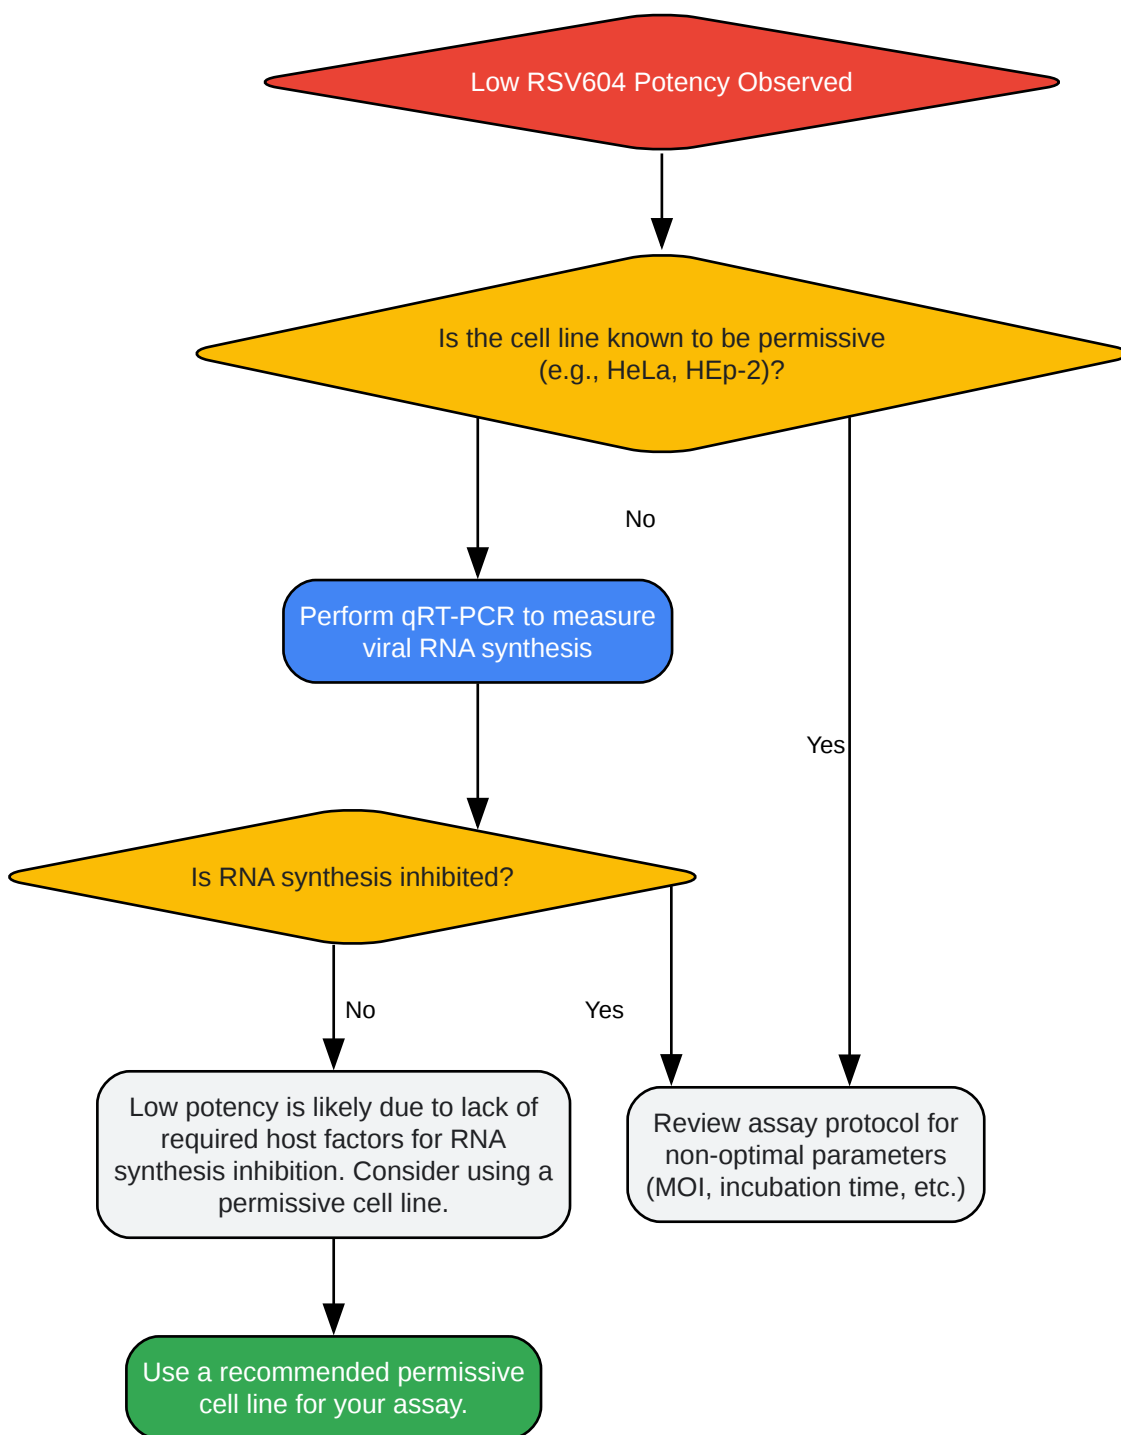 Low RSV604 Potency Observed
Is the cell line known to be permissive
(e.g., HeLa, HEp-2)?
No
Perform qRT-PCR to measure
viral RNA synthesis
Yes
Is RNA synthesis inhibited?
No
Yes
Low potency is likely due to lack of
required host factors for RNA
synthesis inhibition. Consider using a
permissive cell line.
Review assay protocol for
non-optimal parameters
(MOI, incubation time, etc.)
Use a recommended permissive
cell line for your assay.